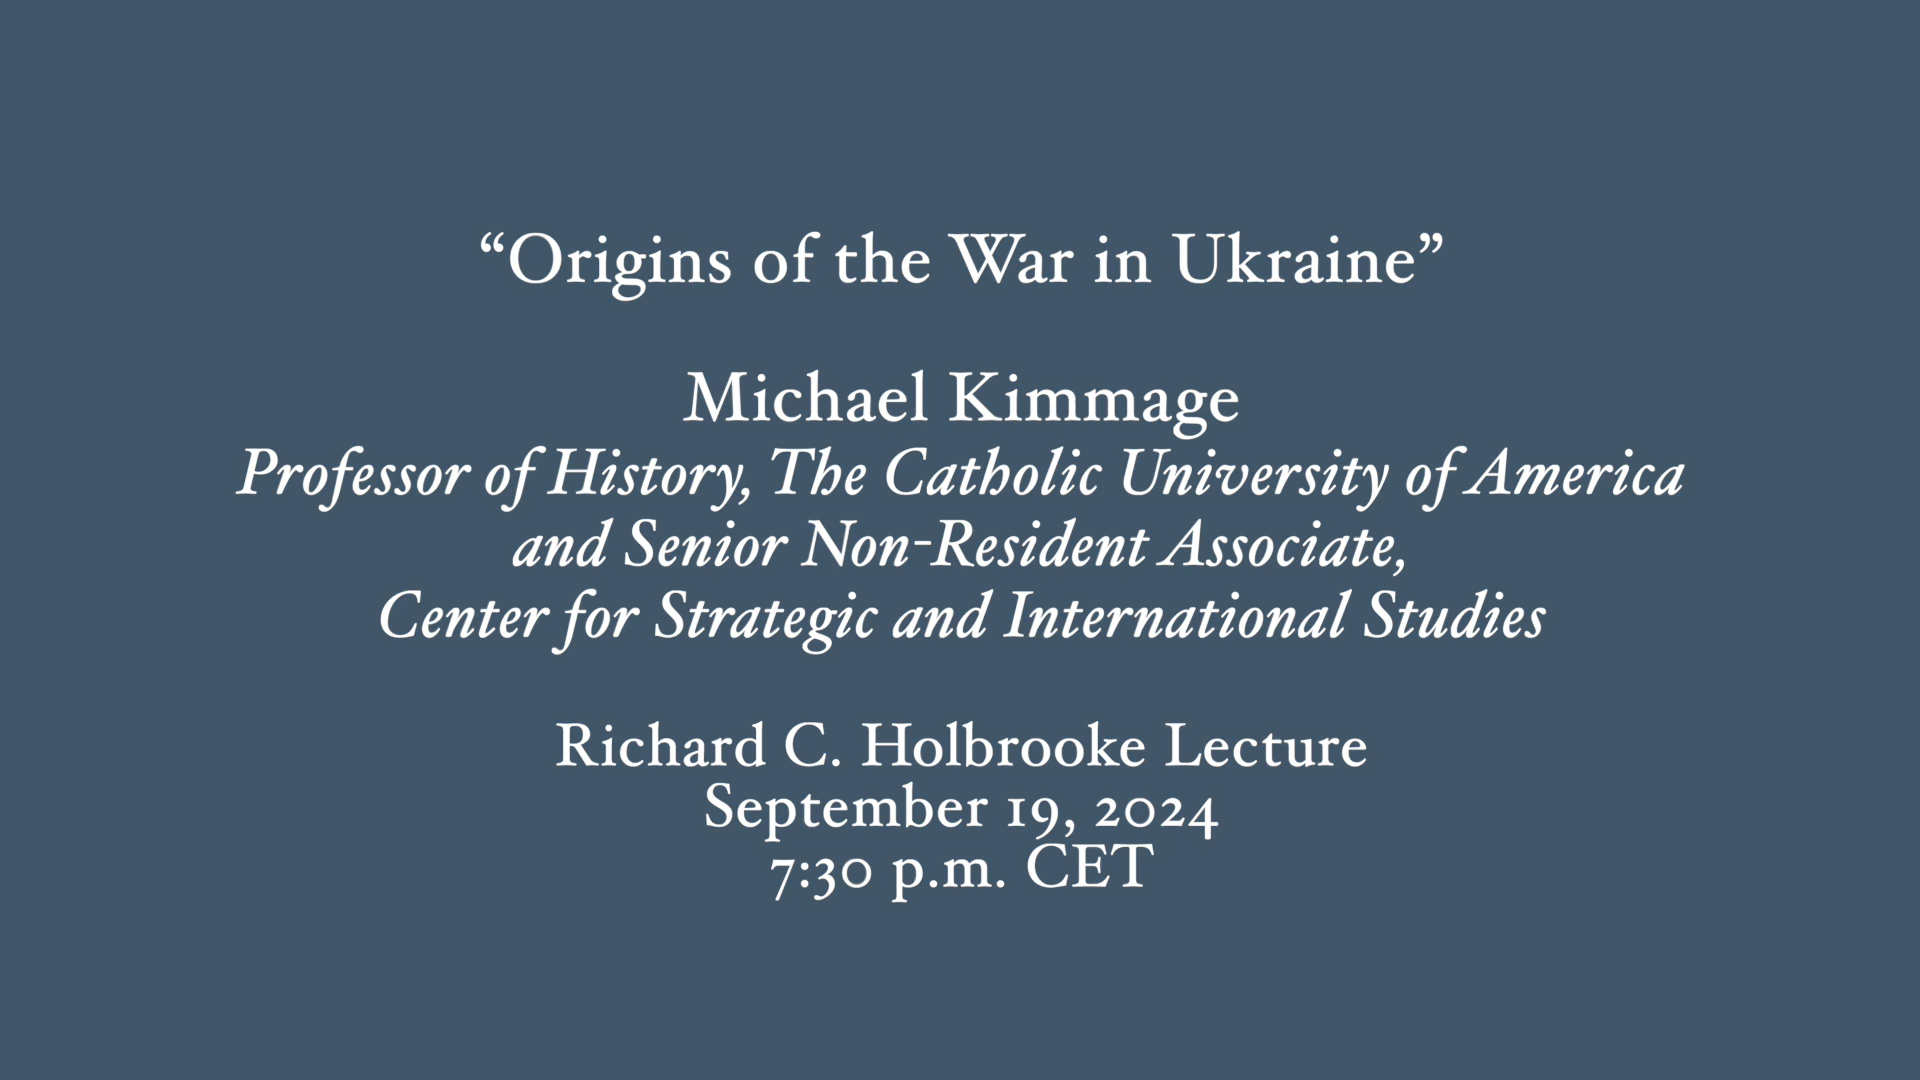 “Origins of the War in Ukraine”
Michael Kimmage
Professor of History, The Catholic University of America
and Senior Non-Resident Associate,
Center for Strategic and International Studies
Richard C. Holbrooke Lecture
September 19, 2024
7:30 p.m. CET